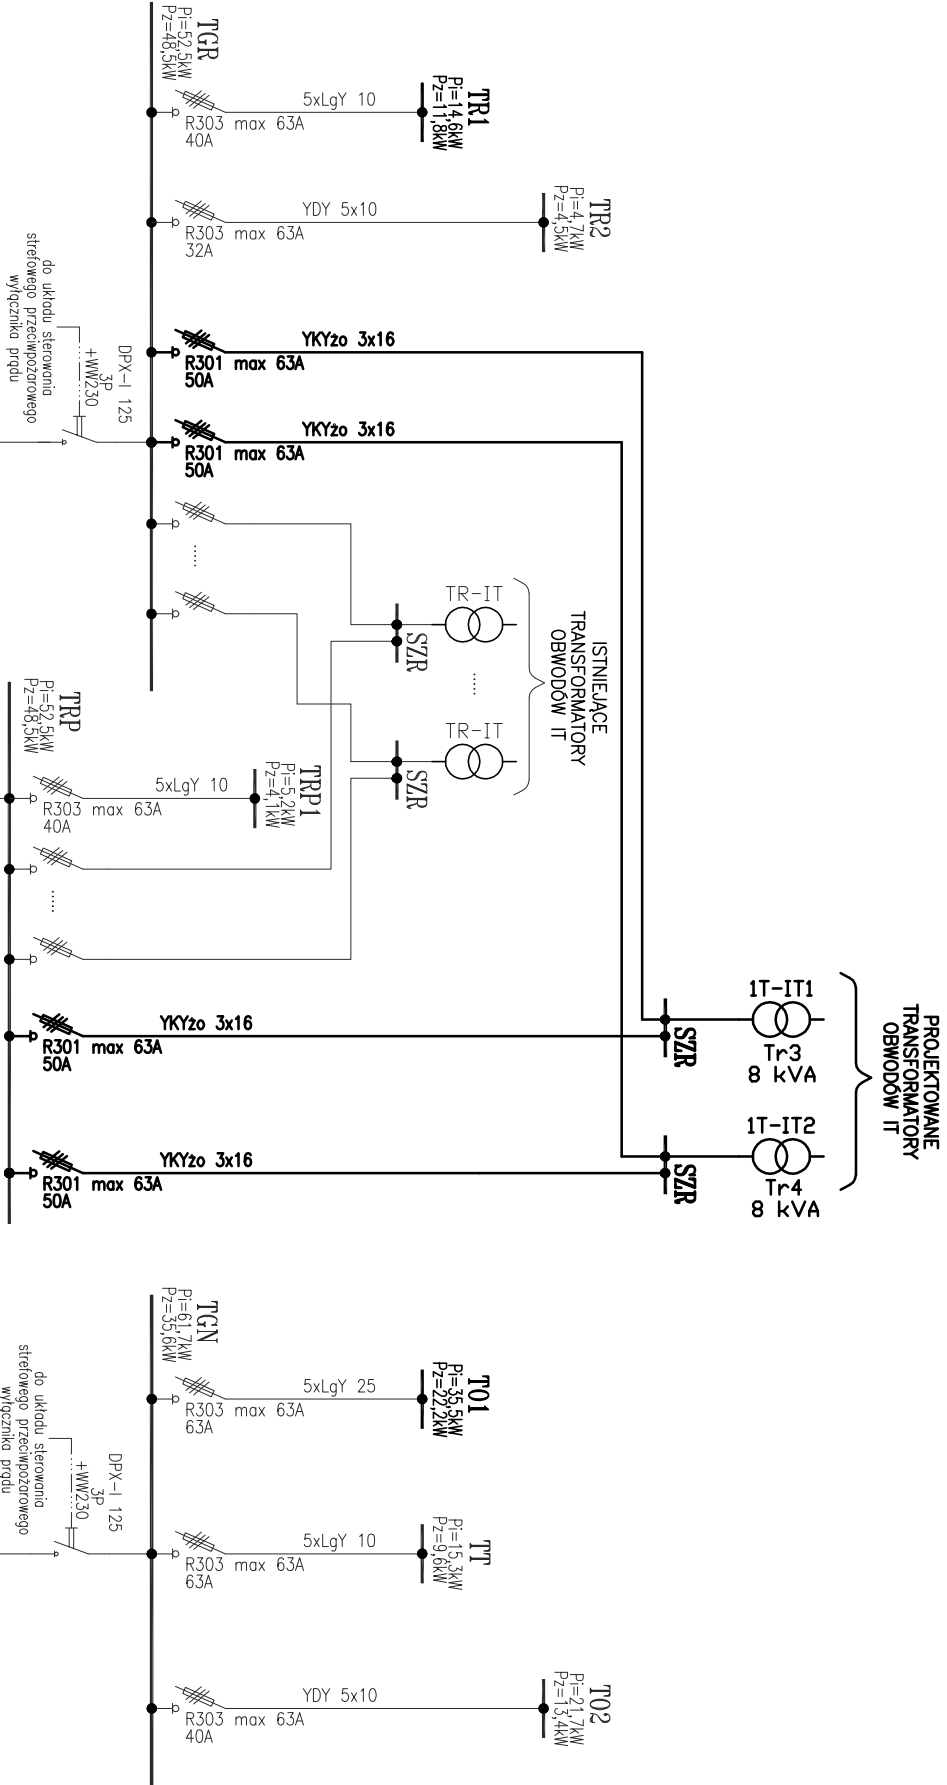 TGR
Pi=52,5kW
Pz=48,5kW
R303 max 63A
40A
5xLgY 10
TR1
Pi=14,6kW
Pz=11,8kW
R303 max 63A
32A
YDY 5x10
TR2
Pi=4,7kW
Pz=4,5kW
R301 max 63A
50A
YKYżo 3x16
R301 max 63A
50A
YKYżo 3x16
do układu sterowania
strefowego przeciwpożarowego
wyłącznika prądu
DPX-I 125
3P
+WW230
.....
TR-IT
SZR
.....
TR-IT
SZR
ISTNIEJĄCE
TRANSFORMATORY
OBWODÓW IT
TRP
Pi=52,5kW
Pz=48,5kW
R303 max 63A
40A
5xLgY 10
TRP1
Pi=5,2kW
Pz=4,1kW
.....
R301 max 63A
50A
YKYżo 3x16
SZR
1T-IT1
Tr3
8 kVA
R301 max 63A
50A
YKYżo 3x16
SZR
1T-IT2
Tr4
8 kVA
PROJEKTOWANE
TRANSFORMATORY
OBWODÓW IT
TGN
Pi=61,7kW
Pz=35,6kW
R303 max 63A
63A
5xLgY 25
TO1
Pi=35,5kW
Pz=22,2kW
do układu sterowania
strefowego przeciwpożarowego
wyłącznika prądu
DPX-I 125
3P
+WW230
R303 max 63A
63A
5xLgY 10
TT
Pi=15,3kW
Pz=9,6kW
R303 max 63A
40A
YDY 5x10
TO2
Pi=21,7kW
Pz=13,4kW